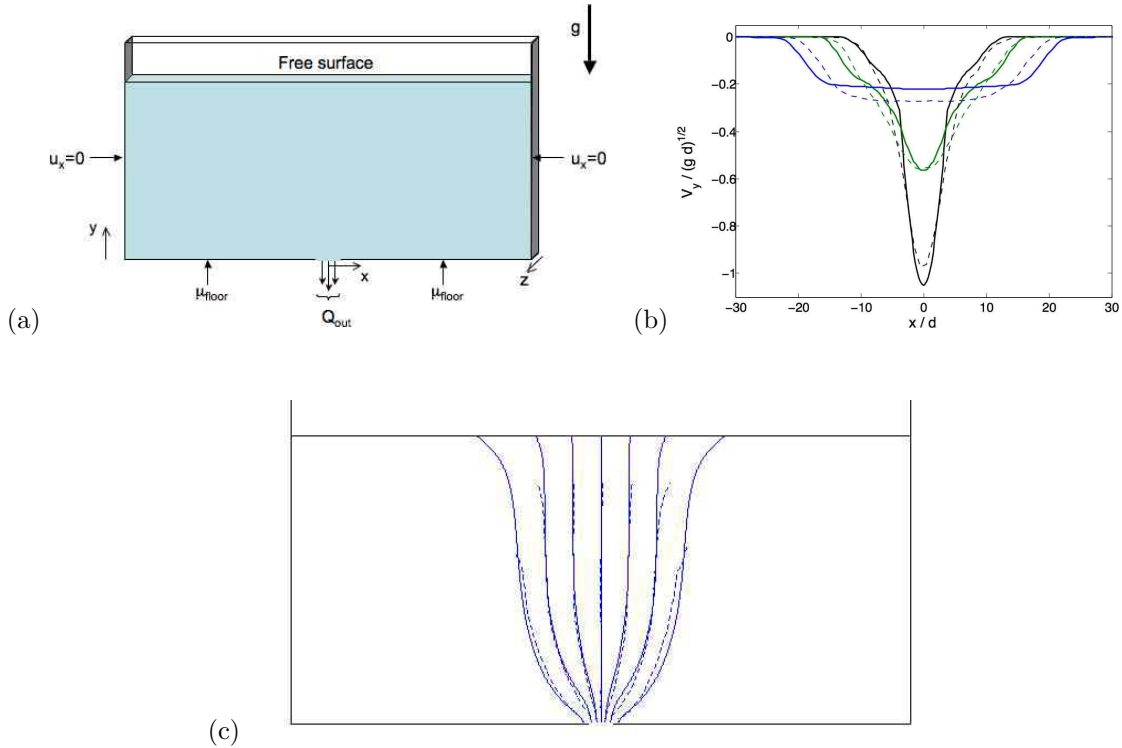 g
Free surface
u_x=0
u_x=0
y
x
z
μ_floor
μ_floor
Q_out
(a)
V_y / (g d)^{1/2}
0
−0.2
−0.4
−0.6
−0.8
−1
−30 −20 −10 0 10 20 30
x / d
(b)
(c)